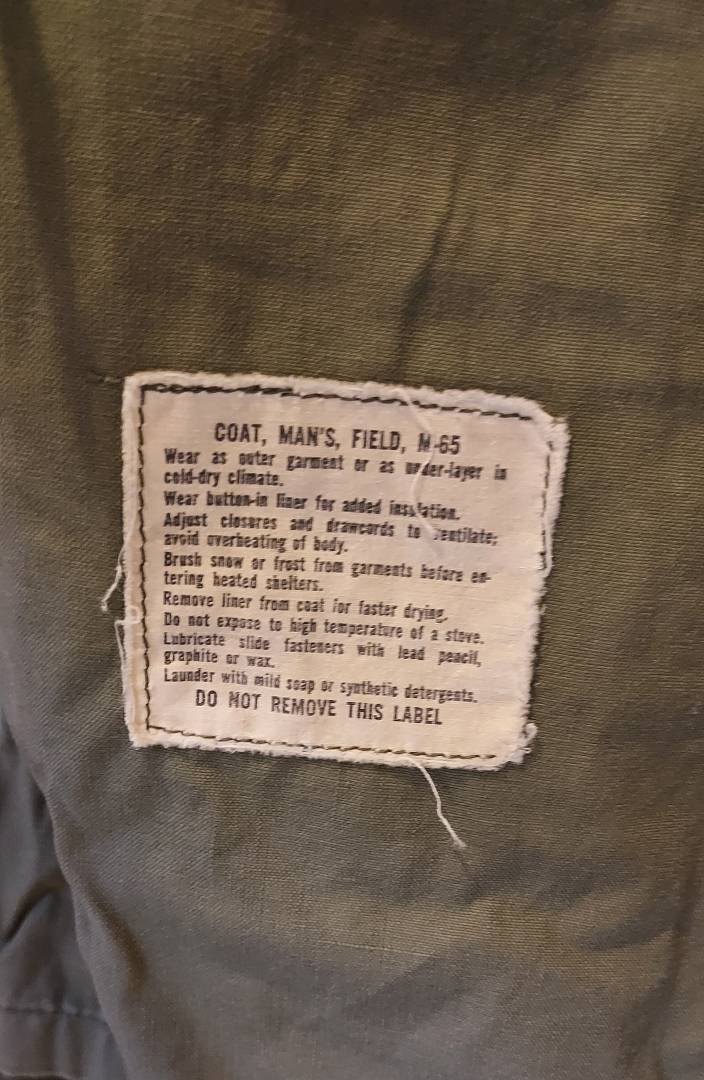 COAT, MAN'S, FIELD, M-65
Wear as outer garment or as under-layer in
cold-dry climate.
Wear button-in liner for added insulation.
Adjust closures and drawcords to ventilate;
avoid overheating of body.
Brush snow or frost from garments before en-
tering heated shelters.
Remove liner from coat for faster drying.
Do not expose to high temperature of a stove.
Lubricate slide fasteners with lead pencil,
graphite or wax.
Launder with mild soap or synthetic detergents.
DO NOT REMOVE THIS LABEL